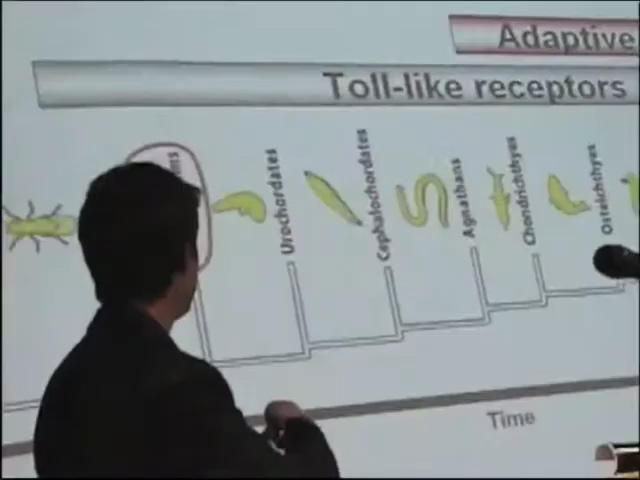 Adaptive
Toll-like receptors
Urochordates
Cephalochordates
Agnathans
Chondrichthyes
Osteichthyes
Time